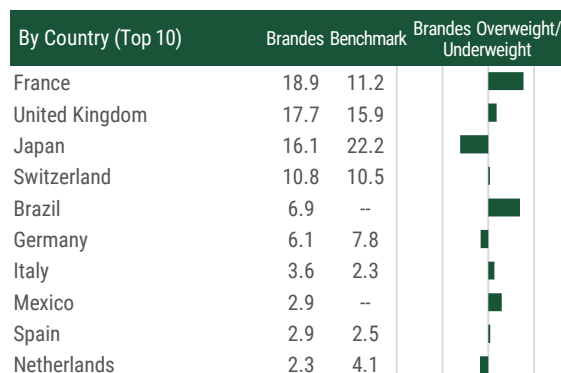 By Country (Top 10) Brandes Benchmark Brandes Overweight/
Underweight
France 18.9 11.2
United Kingdom 17.7 15.9
Japan 16.1 22.2
Switzerland 10.8 10.5
Brazil 6.9 --
Germany 6.1 7.8
Italy 3.6 2.3
Mexico 2.9 --
Spain 2.9 2.5
Netherlands 2.3 4.1